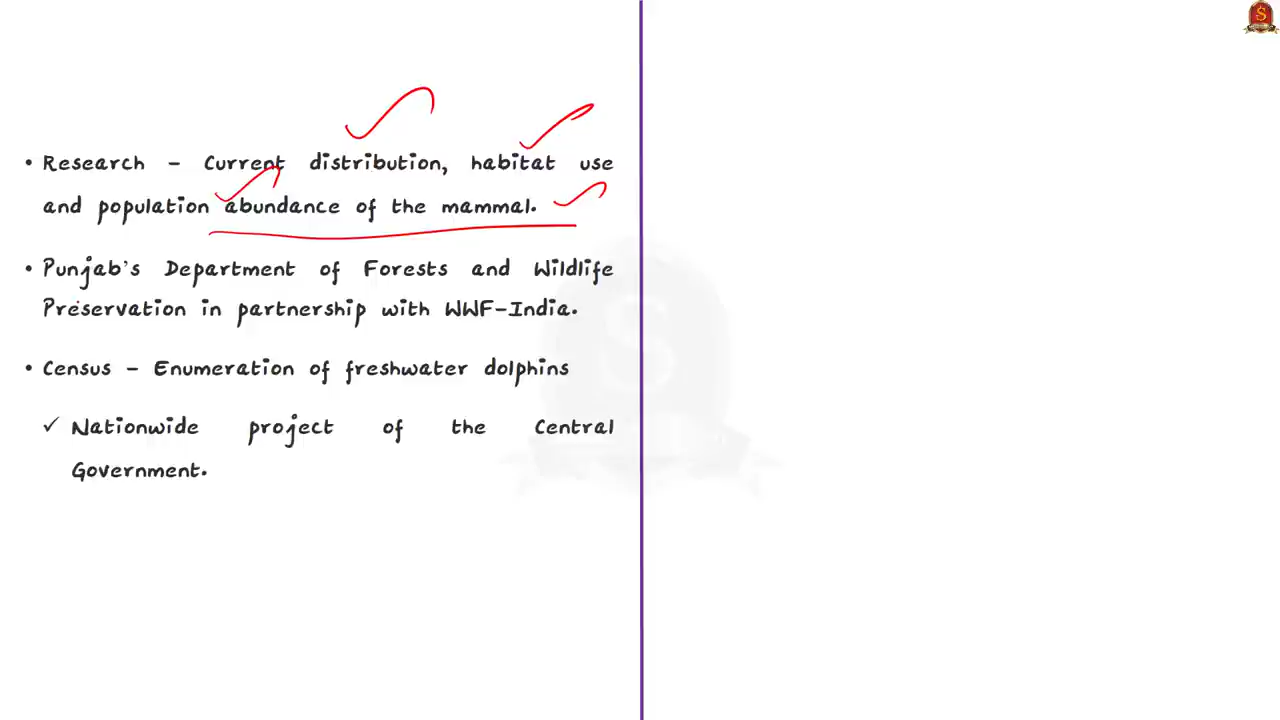 • Research – Current distribution, habitat use
and population abundance of the mammal.
• Punjab's Department of Forests and Wildlife
Preservation in partnership with WWF-India.
• Census – Enumeration of freshwater dolphins
✓ Nationwide project of the Central
Government.